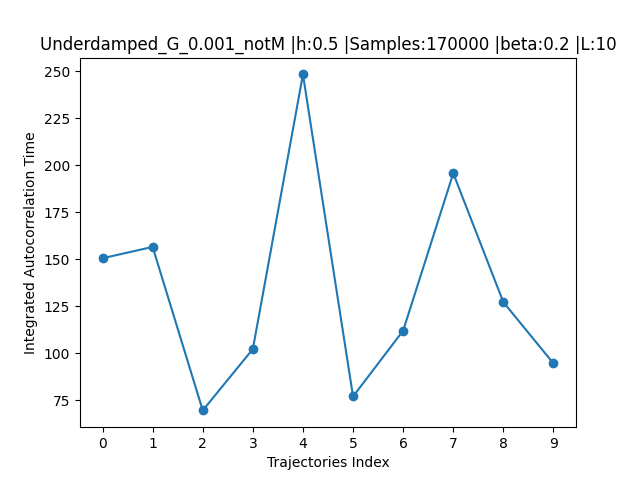 Underdamped_G_0.001_notM |h:0.5 |Samples:170000 |beta:0.2 |L:10
250
225
200
175
150
125
100
75
Integrated Autocorrelation Time
0 1 2 3 4 5 6 7 8 9
Trajectories Index